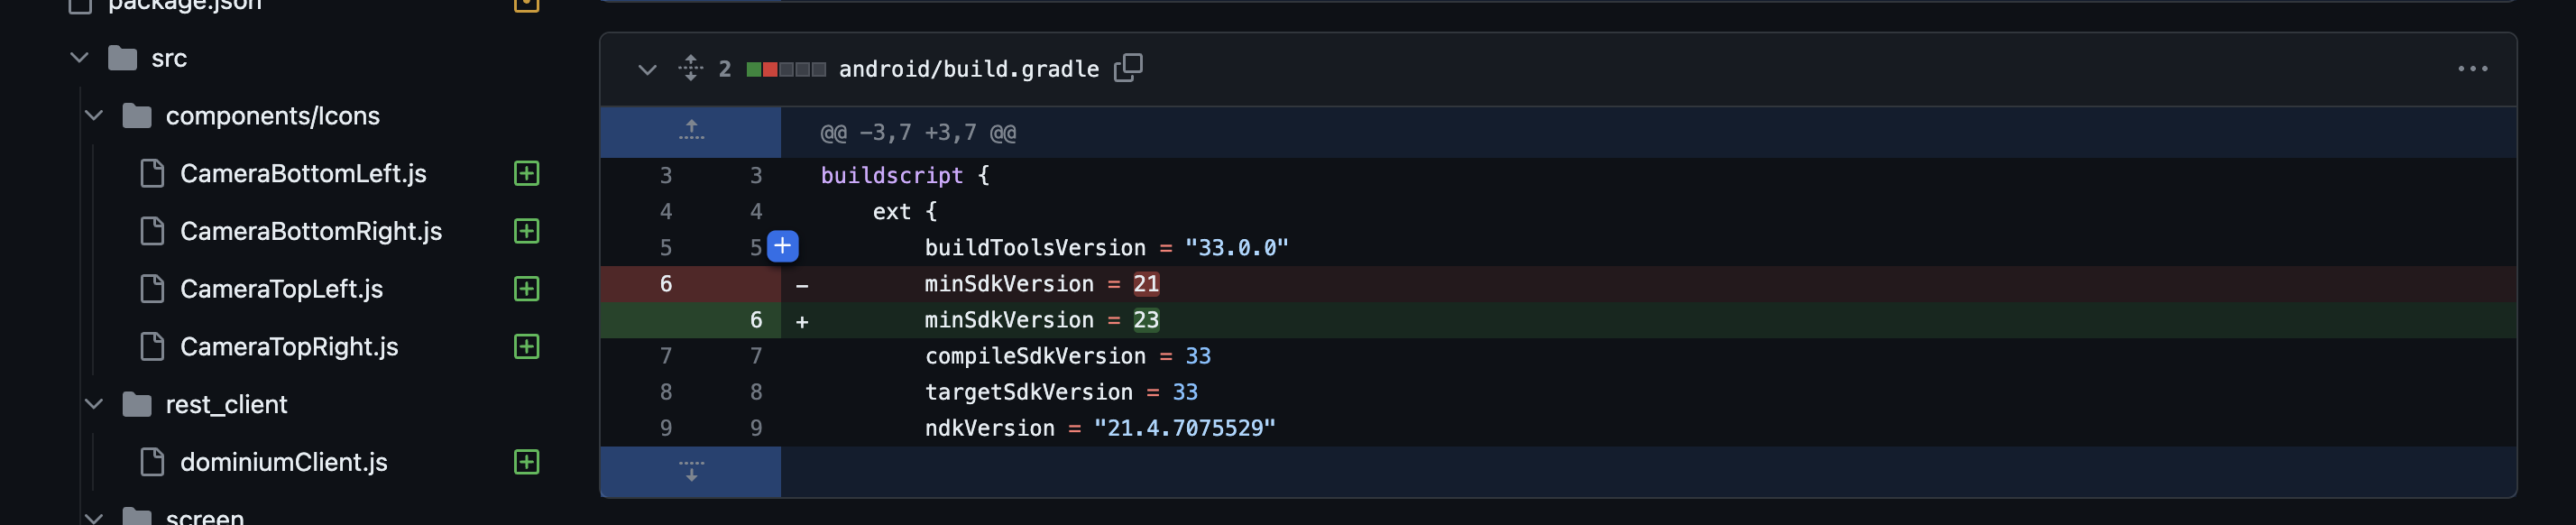 package.json
src
components/Icons
CameraBottomLeft.js
CameraBottomRight.js
CameraTopLeft.js
CameraTopRight.js
rest_client
dominiumClient.js
screen
2 android/build.gradle
@@ -3,7 +3,7 @@
3 3 buildscript {
4 4 ext {
5 5 buildToolsVersion = "33.0.0"
6 - minSdkVersion = 21
6 + minSdkVersion = 23
7 7 compileSdkVersion = 33
8 8 targetSdkVersion = 33
9 9 ndkVersion = "21.4.7075529"